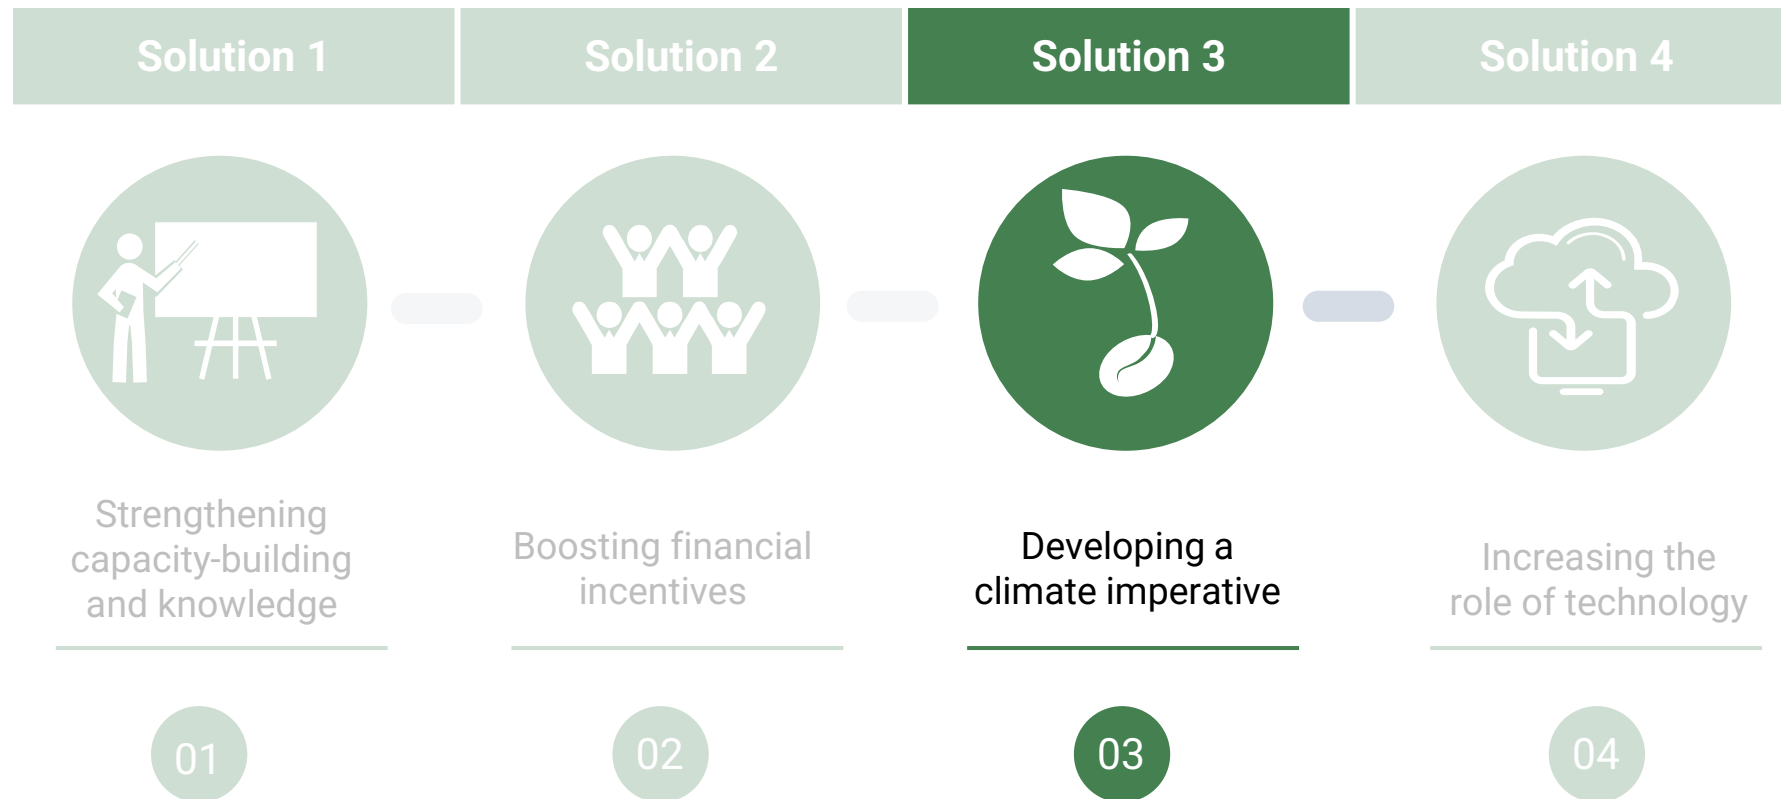 Solution 1
Solution 2
Solution 3
Solution 4
Strengthening
capacity-building
and knowledge
Boosting financial
incentives
Developing a
climate imperative
Increasing the
role of technology
01
02
03
04